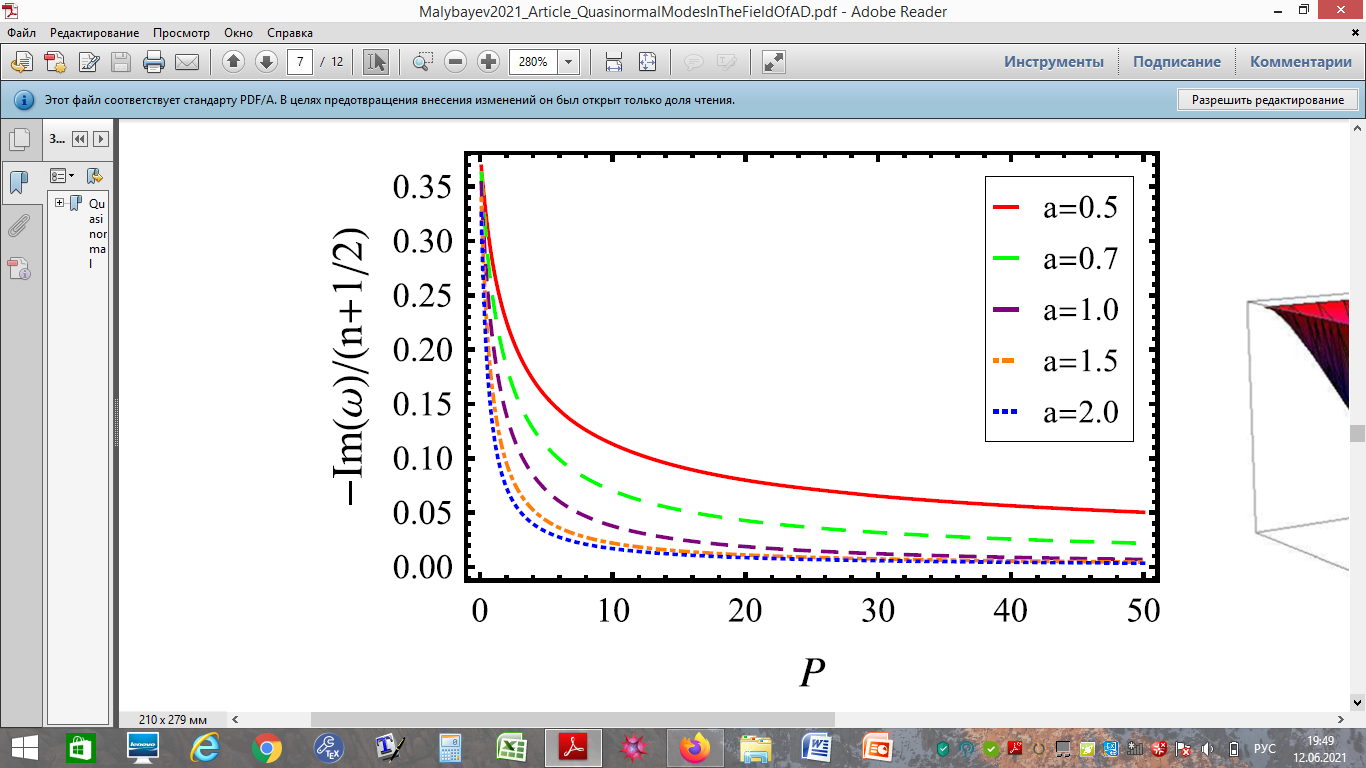 Malybayev2021_Article_QuasinormalModesInTheFieldOfAD.pdf - Adobe Reader
Файл Редактирование Просмотр Окно Справка
7 / 12 280% Инструменты Подписание Комментарии
Этот файл соответствует стандарту PDF/A. В целях предотвращения внесения изменений он был открыт только доля чтения. Разрешить редактирование
З...
Qu
asi
nor
ma
l
−Im(ω)/(n+1/2)
0.35
0.30
0.25
0.20
0.15
0.10
0.05
0.00
a=0.5
a=0.7
a=1.0
a=1.5
a=2.0
0 10 20 30 40 50
P
210 x 279 мм
lenovo
TEX
РУС
19:49
12.06.2021